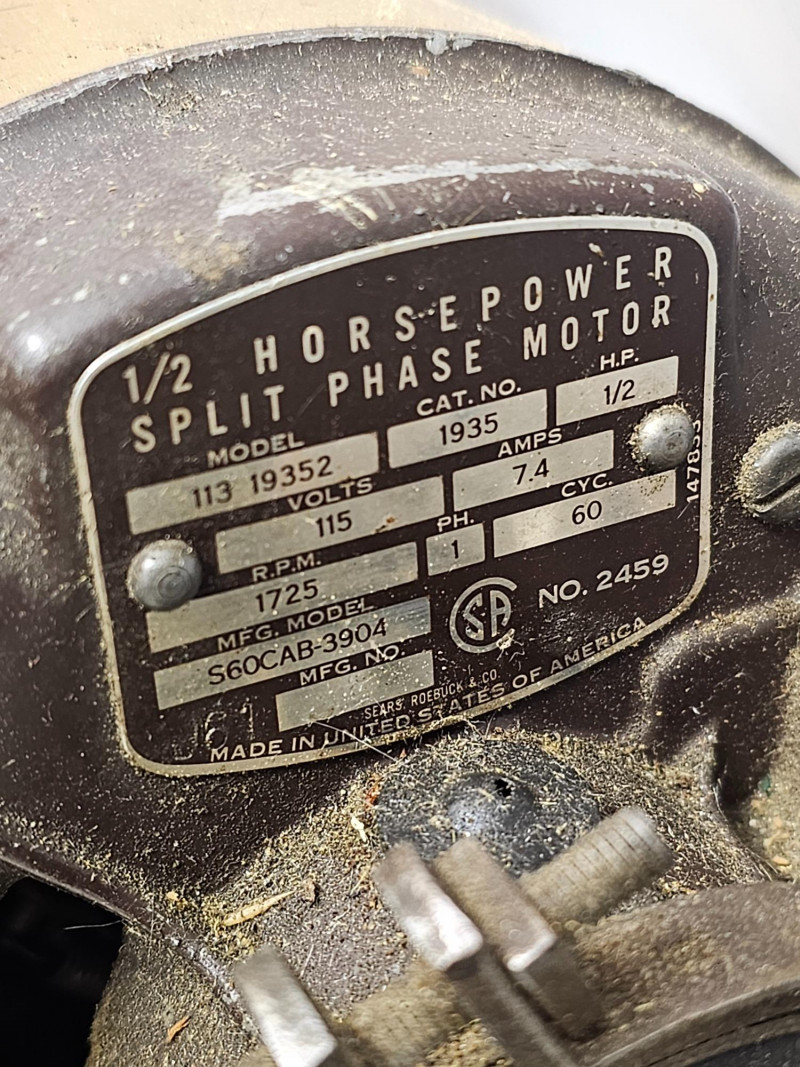 1/2 HORSEPOWER
SPLIT PHASE MOTOR
MODEL CAT. NO. H.P.
113 19352 1935 1/2
VOLTS AMPS
115 7.4
R.P.M. PH. CYC.
1725 1 60
MFG. MODEL
S60CAB-3904
SA NO. 2459
MFG. NO.
J61
SEARS ROEBUCK & CO.
MADE IN UNITED STATES OF AMERICA